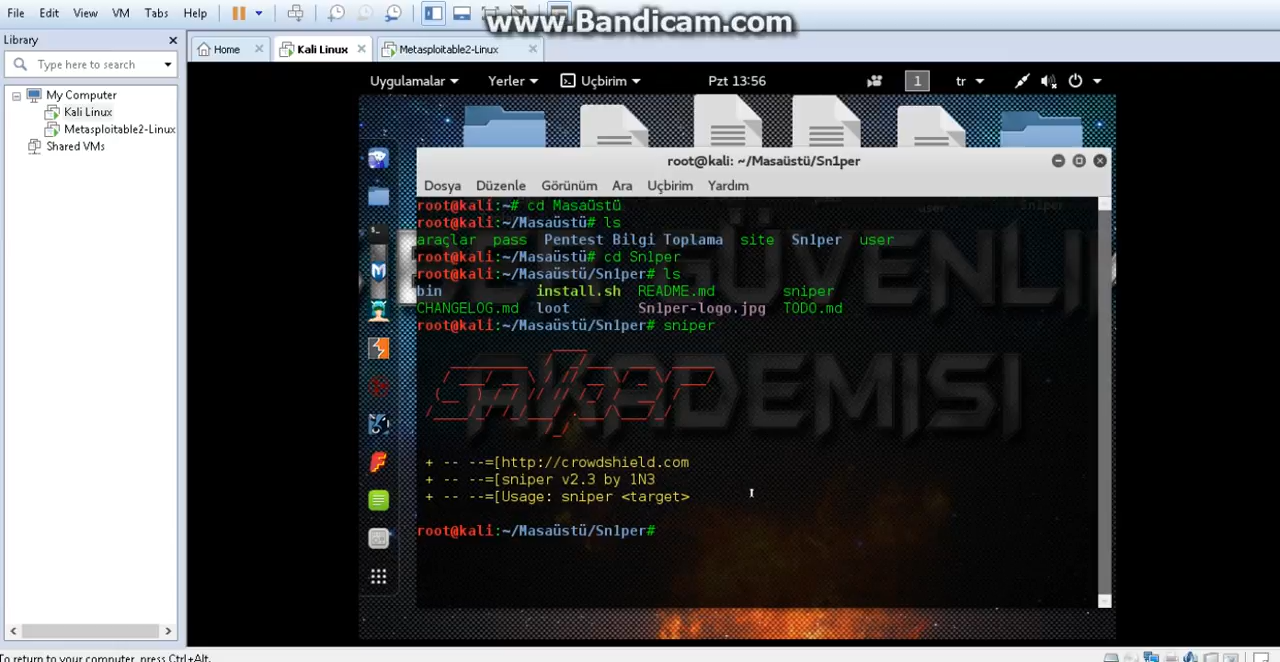 www.Bandicam.com
File Edit View VM Tabs Help
Library
Home Kali Linux Metasploitable2-Linux
Type here to search
My Computer
Kali Linux
Metasploitable2-Linux
Shared VMs
Uygulamalar Yerler Uçbirim Pzt 13:56 1 tr
root@kali: ~/Masaüstü/Sn1per
Dosya Düzenle Görünüm Ara Uçbirim Yardım
root@kali:~# cd Masaüstü
root@kali:~/Masaüstü# ls
araçlar pass Pentest Bilgi Toplama site Sn1per user
root@kali:~/Masaüstü# cd Sn1per
root@kali:~/Masaüstü/Sn1per# ls
bin install.sh README.md sniper
CHANGELOG.md loot Sn1per-logo.jpg TODO.md
root@kali:~/Masaüstü/Sn1per# sniper
+ -- --=[http://crowdshield.com
+ -- --=[sniper v2.3 by 1N3
+ -- --=[Usage: sniper <target>
root@kali:~/Masaüstü/Sn1per#
GÜVENLİ
AKADEMISI
To return to your computer, press Ctrl+Alt.